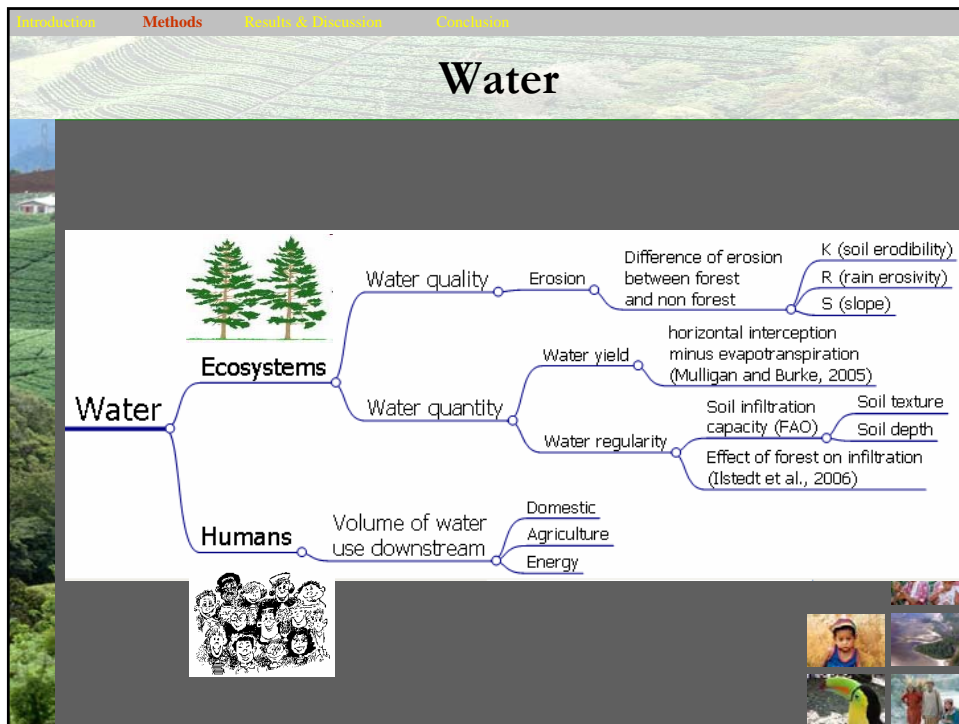 Introduction Methods Results & Discussion Conclusion
Water
Water
Ecosystems
Water quality
Erosion
Difference of erosion
between forest
and non forest
K (soil erodibility)
R (rain erosivity)
S (slope)
Water quantity
Water yield
horizontal interception
minus evapotranspiration
(Mulligan and Burke, 2005)
Water regularity
Soil infiltration
capacity (FAO)
Soil texture
Soil depth
Effect of forest on infiltration
(Ilstedt et al., 2006)
Humans
Volume of water
use downstream
Domestic
Agriculture
Energy